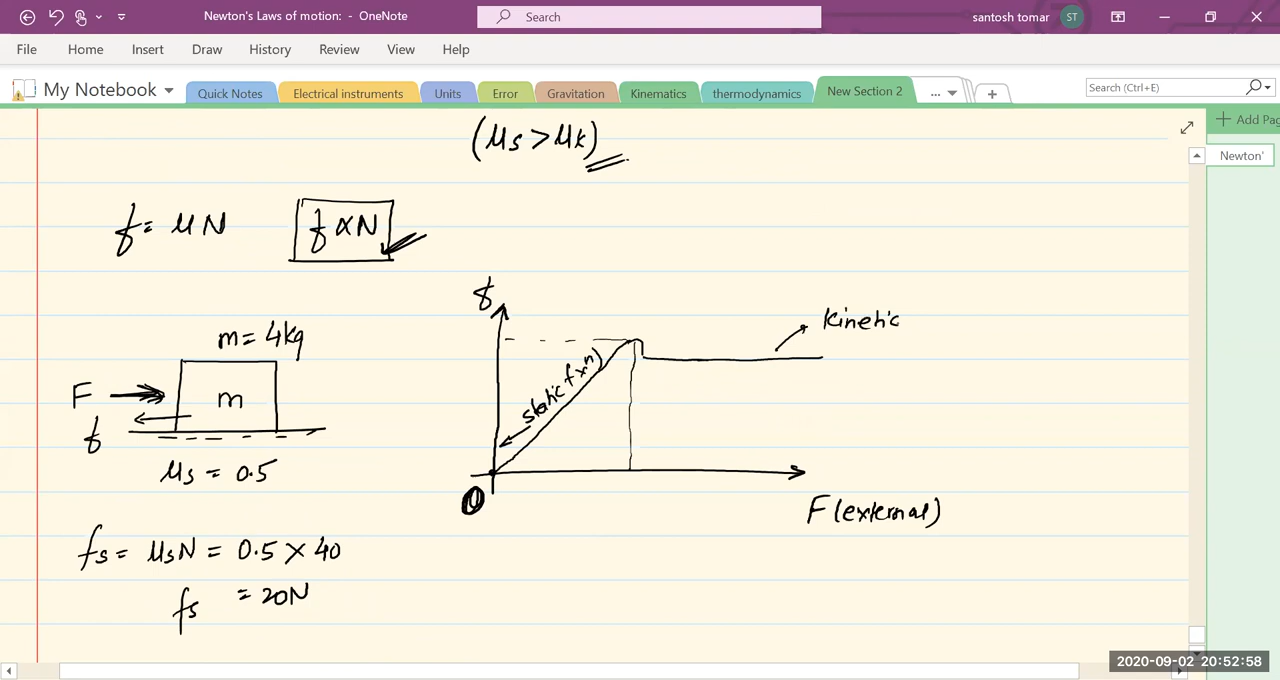 Newton's Laws of motion: - OneNote
Search
santosh tomar
ST
File Home Insert Draw History Review View Help
My Notebook
Quick Notes
Electrical instruments
Units
Error
Gravitation
Kinematics
thermodynamics
New Section 2
...
+
Search (Ctrl+E)
(μs > μk)
Add Pag
Newton'
f = μN
f ∝ N
f
kinetic
m = 4kg
static fxⁿ)
F
m
f
μs = 0.5
0
F (external)
fs = μsN = 0.5 × 40
fs = 20N
2020-09-02 20:52:58